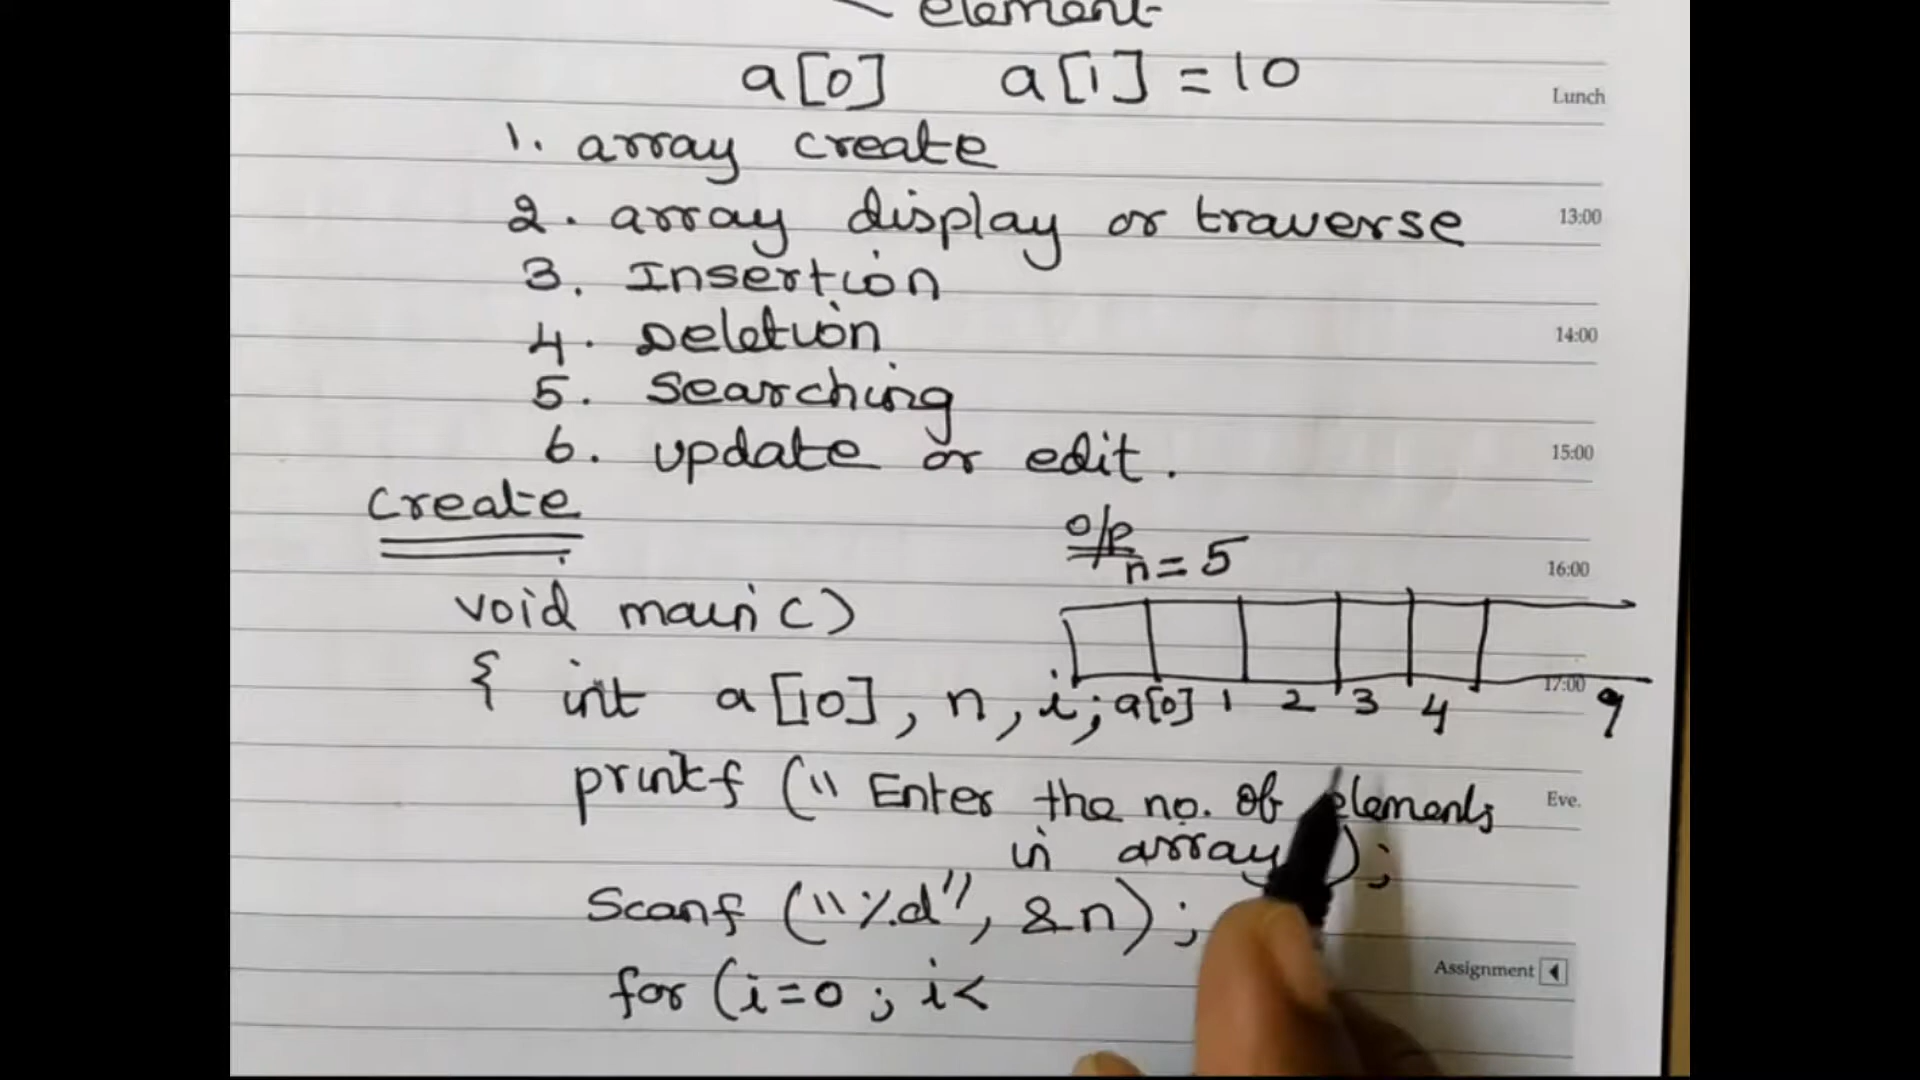 element
a[0] a[1] = 10
Lunch
1. array create
2. array display or traverse
13:00
3. Insertion
4. Deletion
14:00
5. Searching
6. update or edit.
15:00
create
o/p
n = 5
16:00
void main()
{ int a[10], n, i;
a[0] 1 2 3 4 9
17:00
printf (" Enter the no. of elements
Eve.
in array");
Scanf ("%d", &n);
Assignment
for (i=0 ; i<